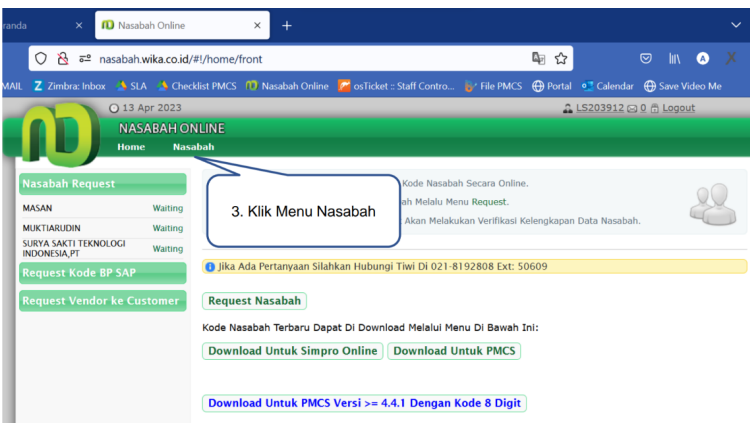 randa × Nasabah Online × +
nasabah.wika.co.id/#!/home/front
MAIL Zimbra: Inbox SLA Checklist PMCS Nasabah Online osTicket :: Staff Contro... File PMCS Portal Calendar Save Video Me
13 Apr 2023 LS203912 0 Logout
NASABAH ONLINE
Home Nasabah
Nasabah Request
MASAN Waiting
MUKTIARUDIN Waiting
SURYA SAKTI TEKNOLOGI INDONESIA,PT Waiting
Request Kode BP SAP
Request Vendor ke Customer
3. Klik Menu Nasabah
Kode Nasabah Secara Online.
ah Melalu Menu Request.
Akan Melakukan Verifikasi Kelengkapan Data Nasabah.
Jika Ada Pertanyaan Silahkan Hubungi Tiwi Di 021-8192808 Ext: 50609
Request Nasabah
Kode Nasabah Terbaru Dapat Di Download Melalui Menu Di Bawah Ini:
Download Untuk Simpro Online Download Untuk PMCS
Download Untuk PMCS Versi >= 4.4.1 Dengan Kode 8 Digit